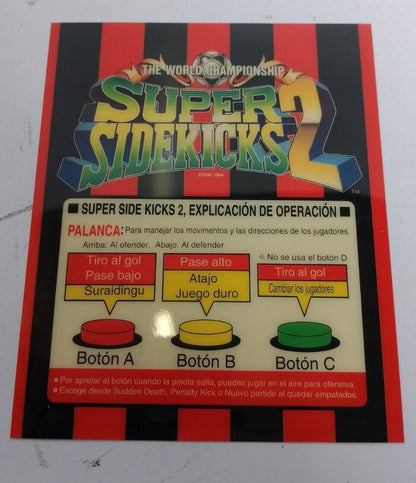 THE WORLD CHAMPIONSHIP
SUPER
SIDEKICKS 2
©SNK 1994
TM
■ SUPER SIDE KICKS 2, EXPLICACIÓN DE OPERACIÓN ■
PALANCA: Para manejar los movimientos y las direcciones de los jugadores.
Arriba: Al ofender, Abajo: Al defender
※ No se usa el botón D
Tiro al gol
Pase bajo
Suraidingu
Botón A
Pase alto
Atajo
Juego duro
Botón B
Tiro al gol
Cambiar los jugadores
Botón C
● Por apretar el botón cuando la pelota salta, puedes jugar en el aire para ofensiva.
● Escoge desde Sudden Death, Penalty Kick o Nuevo partido al quedar empatados.